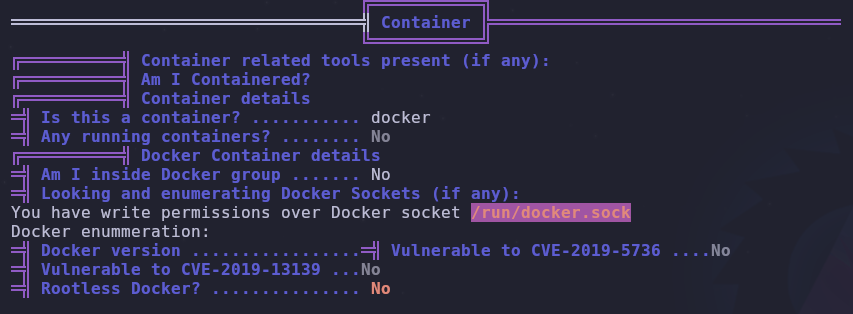 Container
Container related tools present (if any):
Am I Containered?
Container details
Is this a container? ........... docker
Any running containers? ........ No
Docker Container details
Am I inside Docker group ....... No
Looking and enumerating Docker Sockets (if any):
You have write permissions over Docker socket /run/docker.sock
Docker enummeration:
Docker version .................═╣ Vulnerable to CVE-2019-5736 ....No
Vulnerable to CVE-2019-13139 ...No
Rootless Docker? ............... No